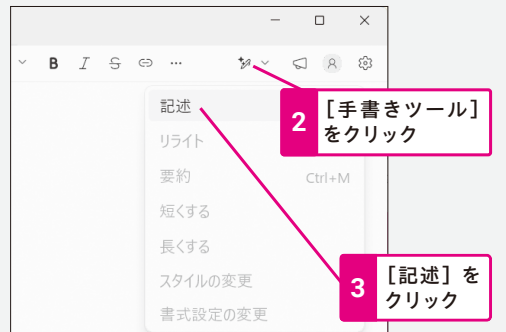 B I S ...
2 [手書きツール]
をクリック
記述
リライト
要約 Ctrl+M
短くする
長くする
スタイルの変更
書式設定の変更
3 [記述]を
クリック